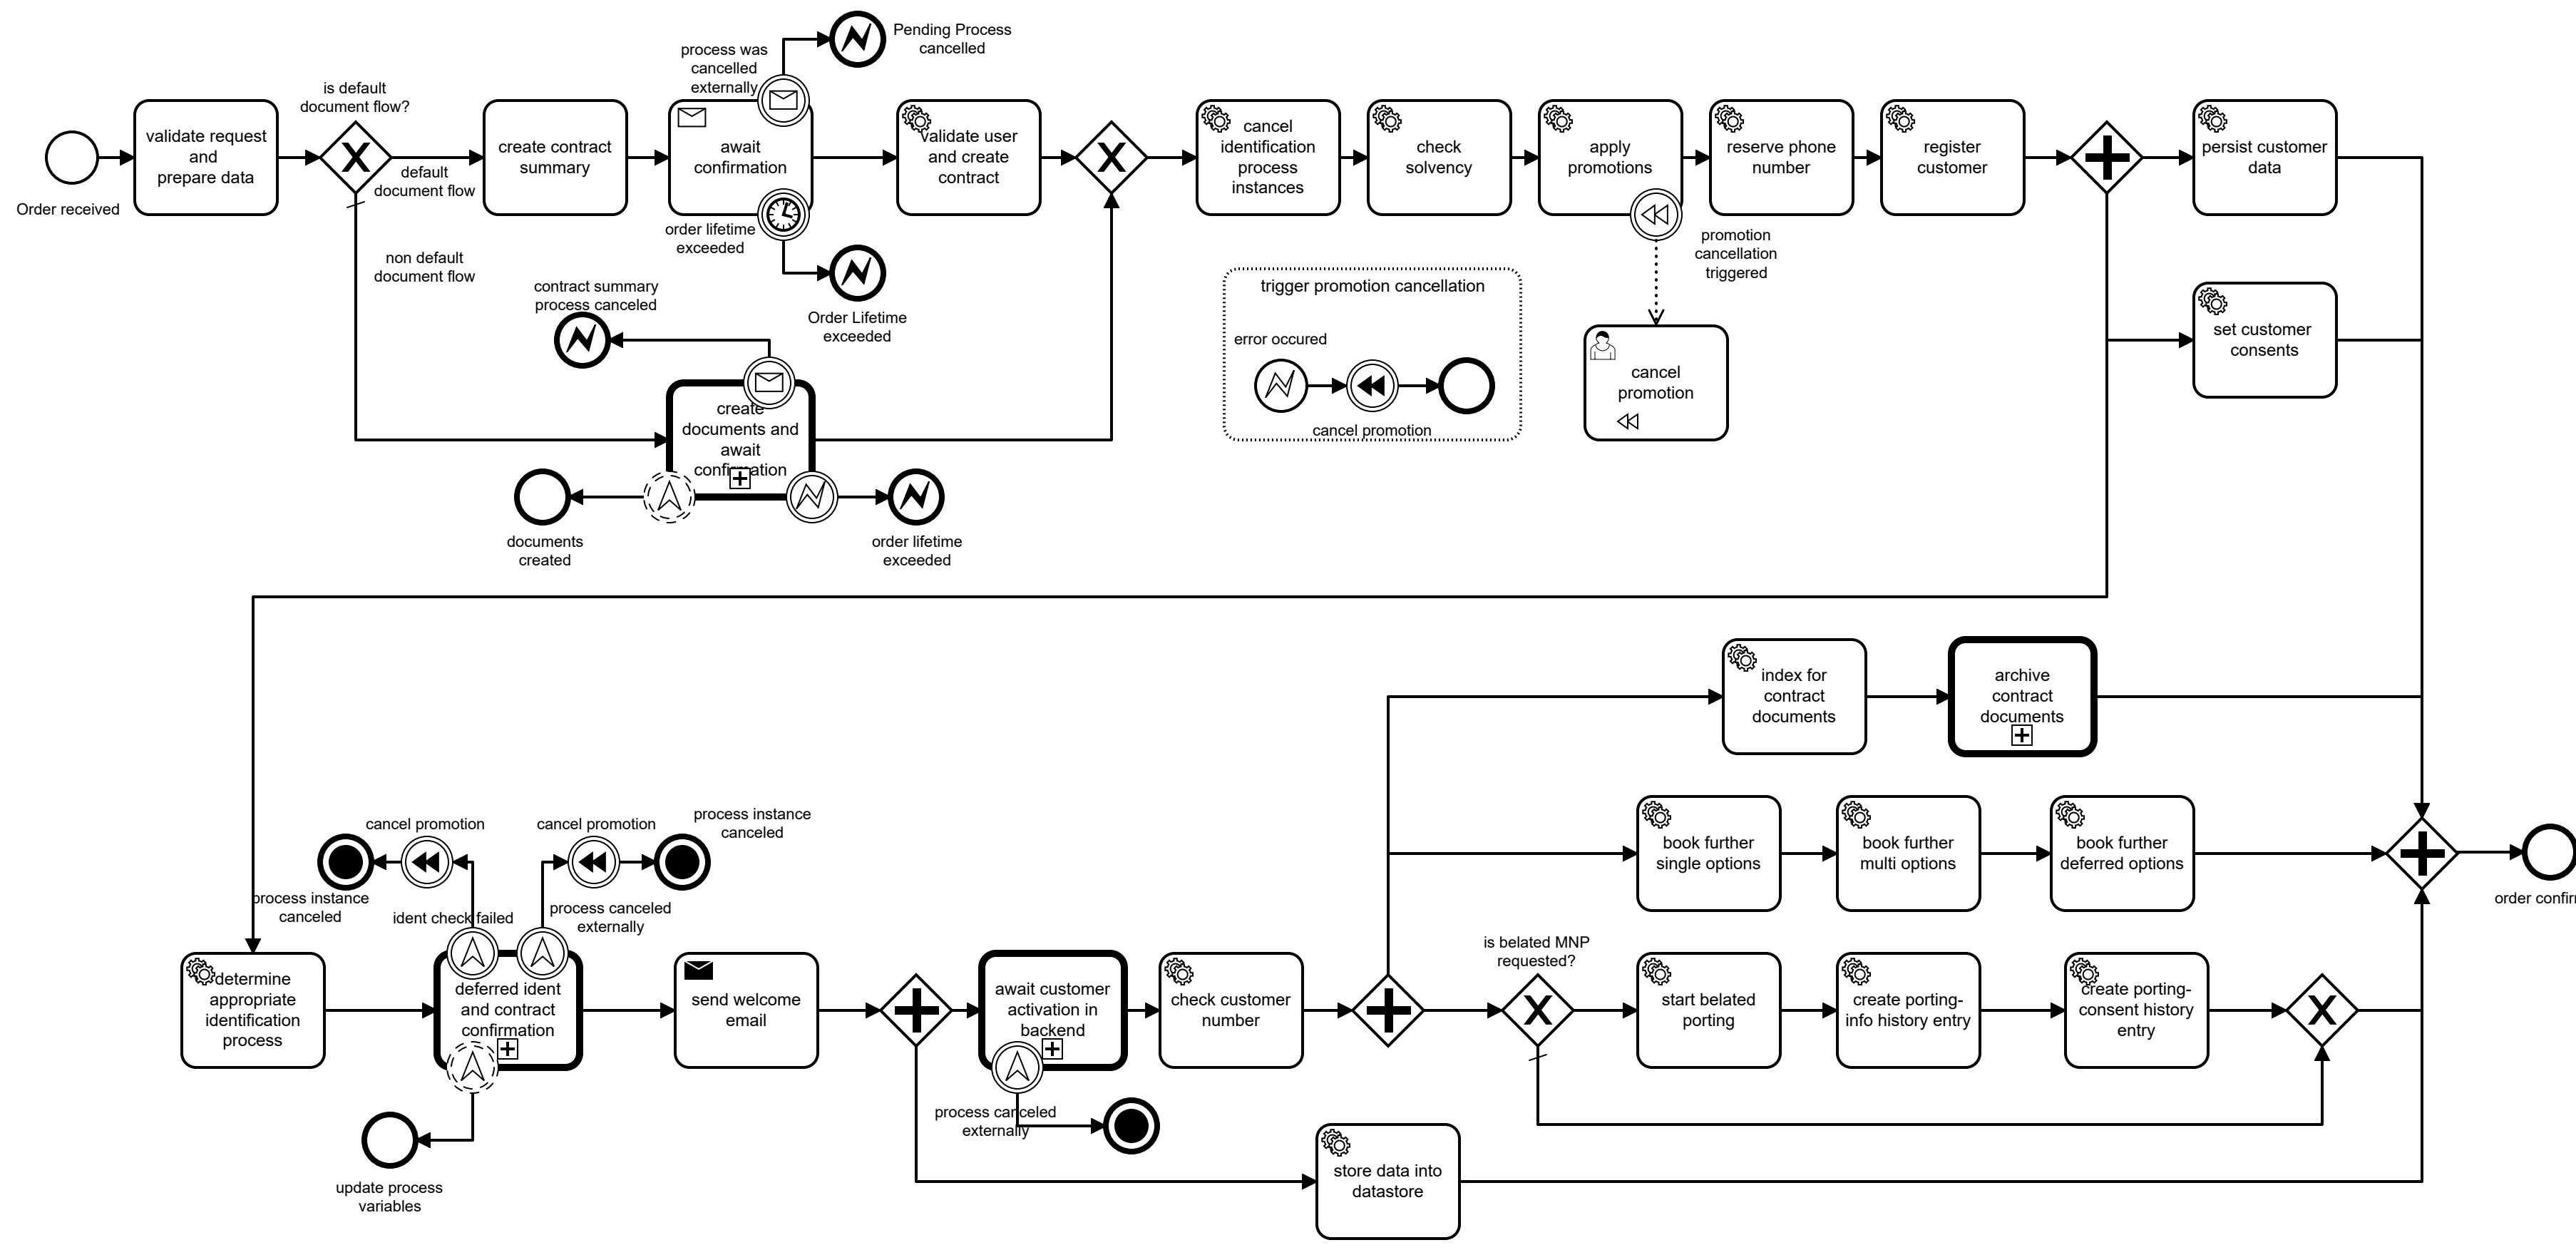 Pending Process
cancelled
process was
cancelled
externally
is default
document flow?
Order received
validate request
and
prepare data
default
document flow
create contract
summary
await
confirmation
validate user
and create
contract
cancel
identification
process
instances
check
solvency
apply
promotions
reserve phone
number
register
customer
persist customer
data
order lifetime
exceeded
non default
document flow
Order Lifetime
exceeded
promotion
cancellation
triggered
contract summary
process canceled
trigger promotion cancellation
error occured
cancel promotion
cancel
promotion
set customer
consents
create
documents and
await
confirmation
documents
created
order lifetime
exceeded
index for
contract
documents
archive
contract
documents
cancel promotion
cancel promotion
process instance
canceled
process instance
canceled
ident check failed
process canceled
externally
book further
single options
book further
multi options
book further
deferred options
order confir
is belated MNP
requested?
determine
appropriate
identification
process
deferred ident
and contract
confirmation
send welcome
email
await customer
activation in
backend
check customer
number
start belated
porting
create porting-
info history entry
create porting-
consent history
entry
process canceled
externally
update process
variables
store data into
datastore